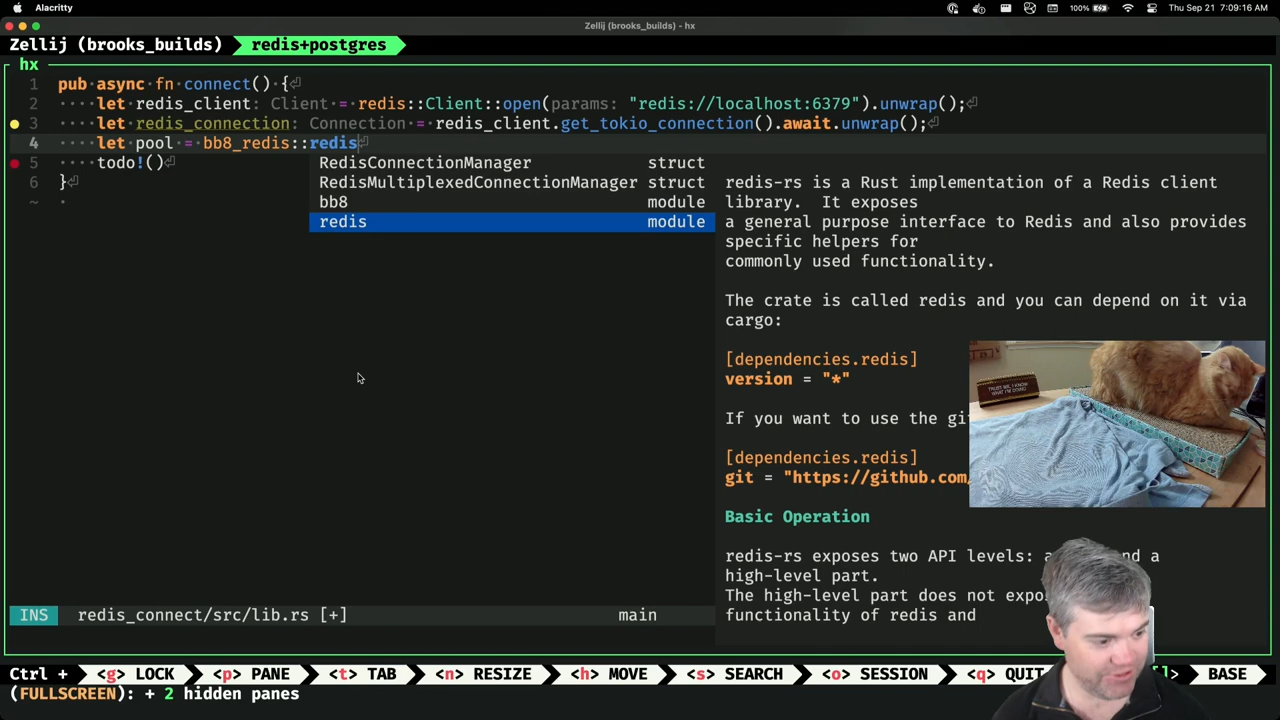 Alacritty
100%
Thu Sep 21 7:09:16 AM
Zellij (brooks_builds) - hx
Zellij (brooks_builds) redis+postgres
hx
1 pub·async·fn·connect()·{⏎
2 ····let·redis_client: Client·=·redis::Client::open(params: "redis://localhost:6379").unwrap();⏎
3 ····let·redis_connection: Connection·=·redis_client.get_tokio_connection().await.unwrap();⏎
4 ····let·pool·=·bb8_redis::redis⏎
5 ····todo!()⏎
6 }⏎
~ ·
RedisConnectionManager struct
RedisMultiplexedConnectionManager struct
bb8 module
redis module
redis-rs is a Rust implementation of a Redis client
library. It exposes
a general purpose interface to Redis and also provides
specific helpers for
commonly used functionality.
The crate is called redis and you can depend on it via
cargo:
[dependencies.redis]
version = "*"
If you want to use the gi
[dependencies.redis]
git = "https://github.com
Basic Operation
redis-rs exposes two API levels: a nd a
high-level part.
The high-level part does not expo
functionality of redis and
TRUST ME, I KNOW
WHAT I'M DOING
INS redis_connect/src/lib.rs [+] main
Ctrl + <g> LOCK <p> PANE <t> TAB <n> RESIZE <h> MOVE <s> SEARCH <o> SESSION <q> QUIT BASE
(FULLSCREEN): + 2 hidden panes